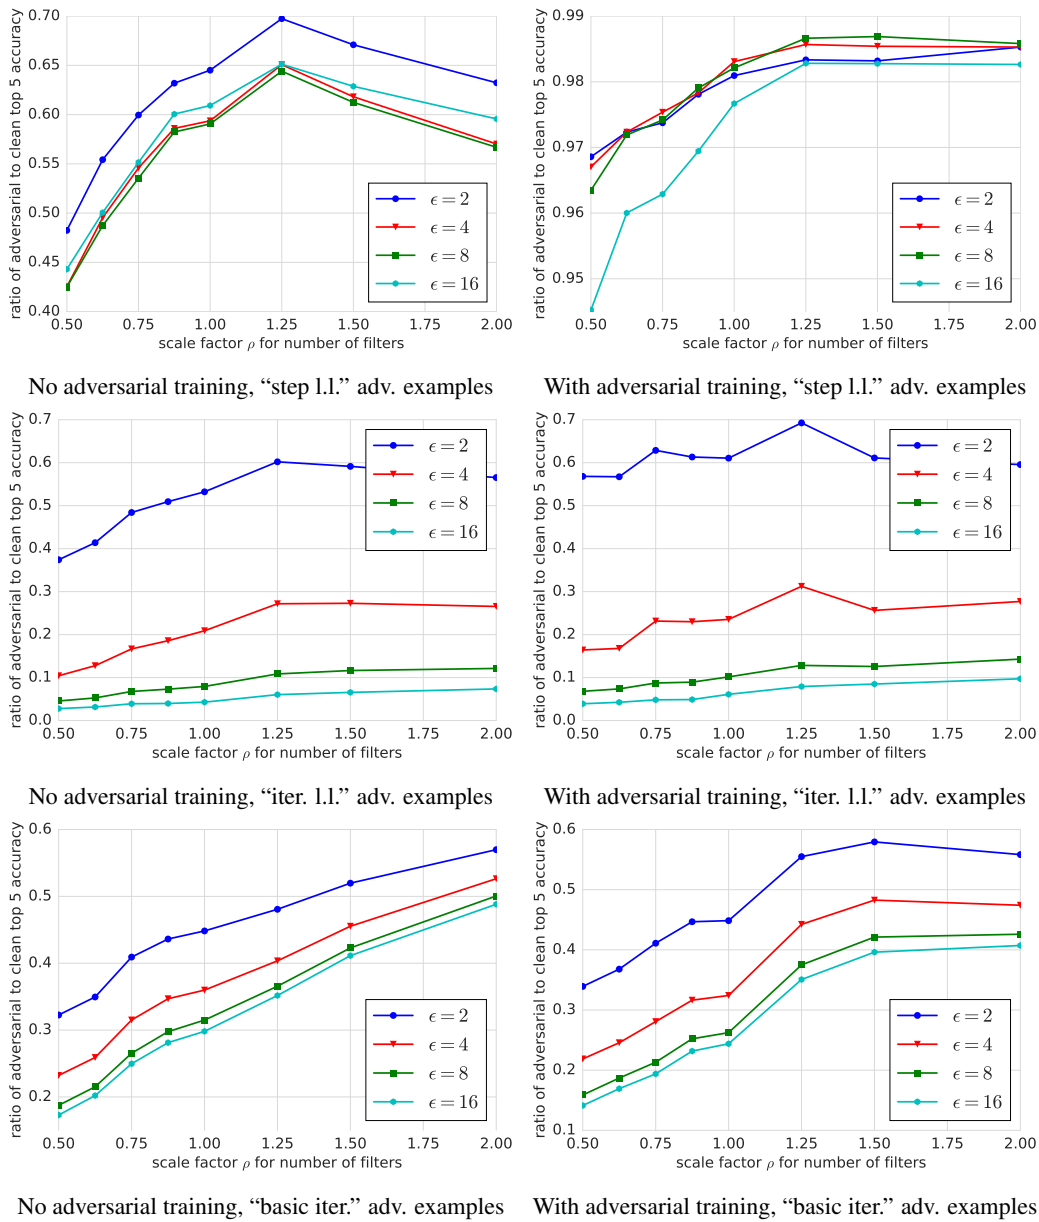 ratio of adversarial to clean top 5 accuracy
0.70
0.65
0.60
0.55
0.50
0.45
0.40
0.50 0.75 1.00 1.25 1.50 1.75 2.00
scale factor ρ for number of filters
ϵ = 2
ϵ = 4
ϵ = 8
ϵ = 16
No adversarial training, “step l.l.” adv. examples
ratio of adversarial to clean top 5 accuracy
0.99
0.98
0.97
0.96
0.95
0.50 0.75 1.00 1.25 1.50 1.75 2.00
scale factor ρ for number of filters
ϵ = 2
ϵ = 4
ϵ = 8
ϵ = 16
With adversarial training, “step l.l.” adv. examples
ratio of adversarial to clean top 5 accuracy
0.7
0.6
0.5
0.4
0.3
0.2
0.1
0.0
0.50 0.75 1.00 1.25 1.50 1.75 2.00
scale factor ρ for number of filters
ϵ = 2
ϵ = 4
ϵ = 8
ϵ = 16
No adversarial training, “iter. l.l.” adv. examples
ratio of adversarial to clean top 5 accuracy
0.7
0.6
0.5
0.4
0.3
0.2
0.1
0.0
0.50 0.75 1.00 1.25 1.50 1.75 2.00
scale factor ρ for number of filters
ϵ = 2
ϵ = 4
ϵ = 8
ϵ = 16
With adversarial training, “iter. l.l.” adv. examples
ratio of adversarial to clean top 5 accuracy
0.6
0.5
0.4
0.3
0.2
0.50 0.75 1.00 1.25 1.50 1.75 2.00
scale factor ρ for number of filters
ϵ = 2
ϵ = 4
ϵ = 8
ϵ = 16
No adversarial training, “basic iter.” adv. examples
ratio of adversarial to clean top 5 accuracy
0.6
0.5
0.4
0.3
0.2
0.1
0.50 0.75 1.00 1.25 1.50 1.75 2.00
scale factor ρ for number of filters
ϵ = 2
ϵ = 4
ϵ = 8
ϵ = 16
With adversarial training, “basic iter.” adv. examples